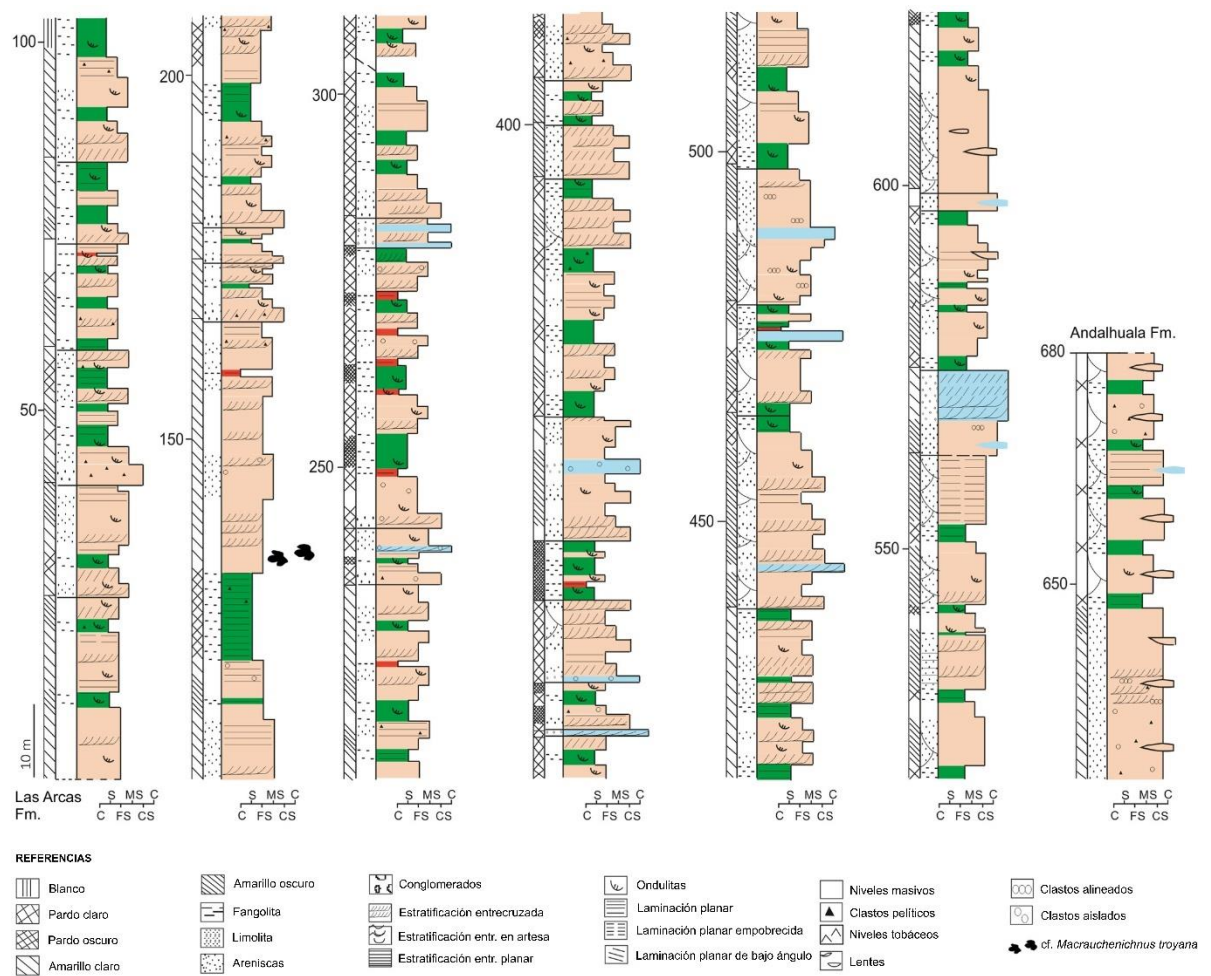 100
50
10 m
Las Arcas
Fm.
S MS C
C FS CS
200
150
S MS C
C FS CS
300
250
S MS C
C FS CS
400
S MS C
C FS CS
500
450
S MS C
C FS CS
600
550
S MS C
C FS CS
Andalhuala Fm.
680
650
S MS C
C FS CS
REFERENCIAS
Blanco
Pardo claro
Pardo oscuro
Amarillo claro
Amarillo oscuro
Fangolita
Limolita
Areniscas
Conglomerados
Estratificación entrecruzada
Estratificación entr. en artesa
Estratificación entr. planar
Ondulitas
Laminación planar
Laminación planar empobrecida
Laminación planar de bajo ángulo
Niveles masivos
Clastos pelíticos
Niveles tobáceos
Lentes
Clastos alineados
Clastos aislados
cf. Macrauchenichnus troyana